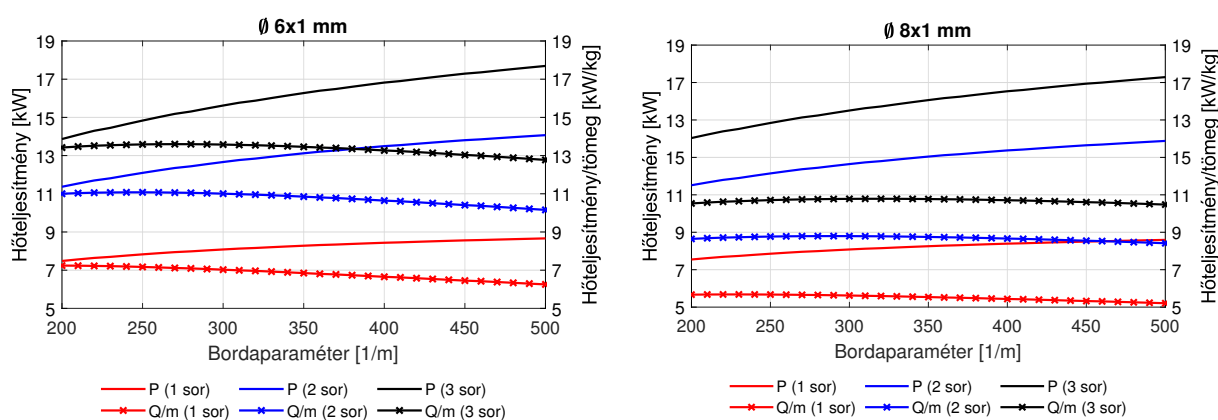 Ø 6x1 mm
Hőteljesítmény [kW]
19
17
15
13
11
9
7
5
200 250 300 350 400 450 500
19
17
15
13
11
9
7
5
Hőteljesítmény/tömeg [kW/kg]
Bordaparaméter [1/m]
P (1 sor) P (2 sor) P (3 sor)
Q/m (1 sor) Q/m (2 sor) Q/m (3 sor)
Ø 8x1 mm
Hőteljesítmény [kW]
19
17
13
15
11
9
7
5
200 250 300 350 400 450 500
19
17
13
15
11
9
7
5
Hőteljesítmény/tömeg [kW/kg]
Bordaparaméter [1/m]
P (1 sor) P (2 sor) P (3 sor)
Q/m (1 sor) Q/m (2 sor) Q/m (3 sor)